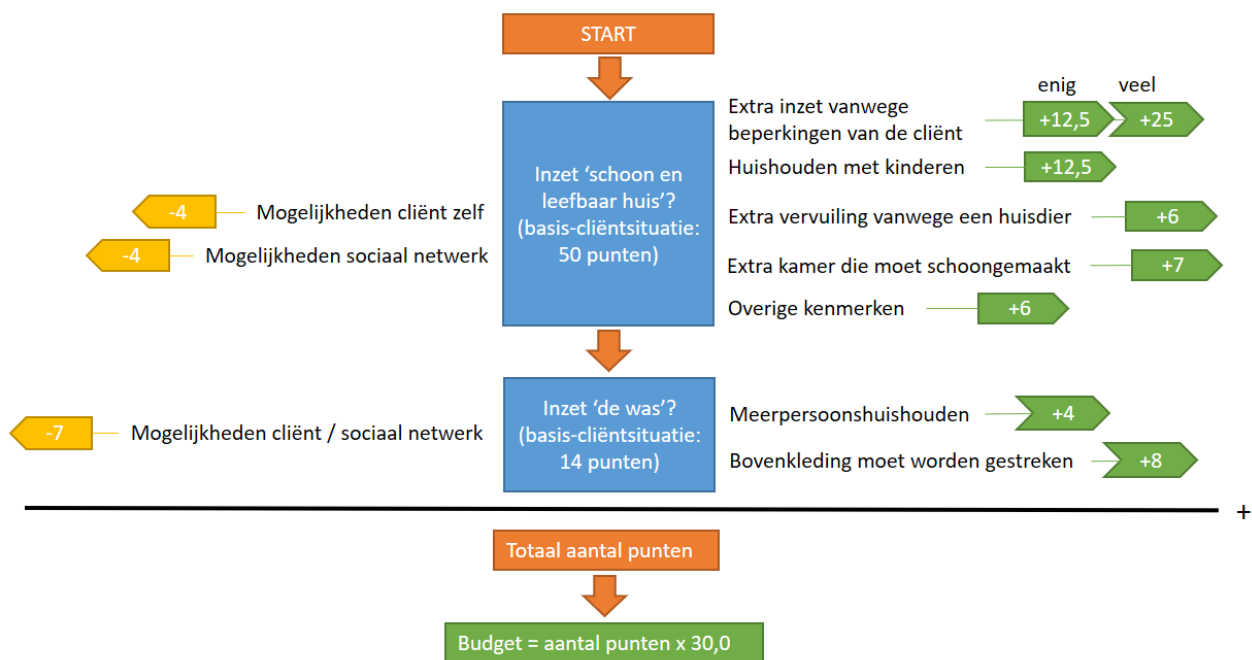 START
enig
veel
Extra inzet vanwege
beperkingen van de cliënt
+12,5
+25
Huishouden met kinderen
+12,5
Inzet ‘schoon en
leefbaar huis’?
(basis-cliëntsituatie:
50 punten)
-4
Mogelijkheden cliënt zelf
-4
Mogelijkheden sociaal netwerk
Extra vervuiling vanwege een huisdier
+6
Extra kamer die moet schoongemaakt
+7
Overige kenmerken
+6
Inzet ‘de was’?
(basis-cliëntsituatie:
14 punten)
-7
Mogelijkheden cliënt / sociaal netwerk
Meerpersoonshuishouden
+4
Bovenkleding moet worden gestreken
+8
+
Totaal aantal punten
Budget = aantal punten x 30,0